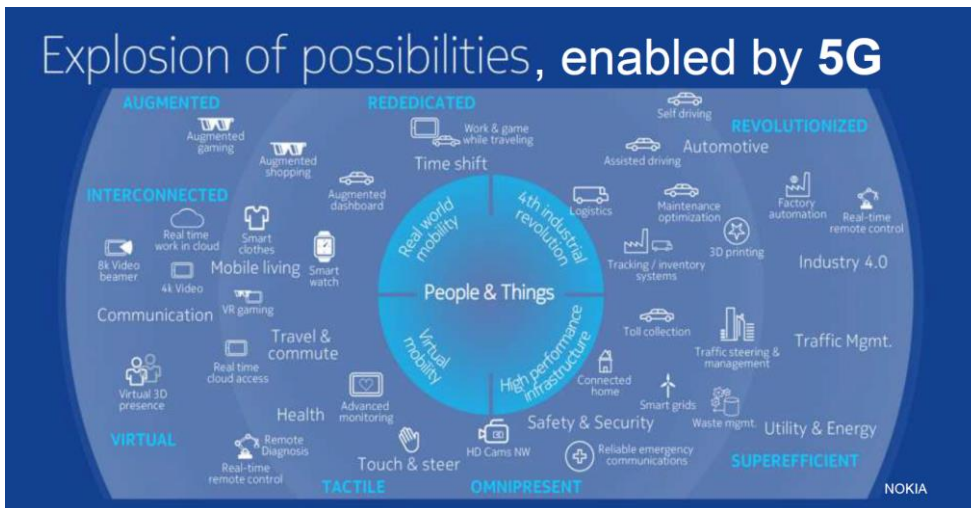 Explosion of possibilities, enabled by 5G
AUGMENTED
REDEDICATED
REVOLUTIONIZED
Augmented
gaming
Augmented
shopping
Augmented
dashboard
Work & game
while traveling
Time shift
Self driving
Assisted driving
Automotive
INTERCONNECTED
Real time
work in cloud
Smart
clothes
8k Video
beamer
4k Video
Mobile living
Smart
watch
VR gaming
Communication
Travel &
commute
Real time
cloud access
Virtual 3D
presence
Health
Advanced
monitoring
VIRTUAL
Remote
Diagnosis
Real-time
remote control
Touch & steer
TACTILE
Real world
mobility
4th industrial
revolution
People & Things
Virtual
mobility
High performance
infrastructure
Logistics
Maintenance
optimization
Factory
automation
Real-time
remote control
Tracking / inventory
systems
3D printing
Industry 4.0
Toll collection
Traffic steering &
management
Traffic Mgmt.
Connected
home
Smart grids
Waste mgmt.
Utility & Energy
Safety & Security
HD Cams NW
Reliable emergency
communications
OMNIPRESENT
SUPEREFFICIENT
NOKIA